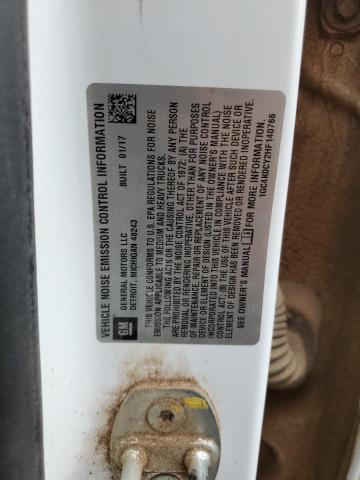 VEHICLE NOISE EMISSION CONTROL INFORMATION
GM
GENERAL MOTORS LLC
DETROIT, MICHIGAN 48243
BUILT 01/17
THIS VEHICLE CONFORMS TO U.S. EPA REGULATIONS FOR NOISE
EMISSION APPLICABLE TO MEDIUM AND HEAVY TRUCKS.
THE FOLLOWING ACTS OR THE CAUSING THEREOF BY ANY PERSON
ARE PROHIBITED BY THE NOISE CONTROL ACT OF 1972: (A) THE
REMOVAL OR RENDERING INOPERATIVE, OTHER THAN FOR PURPOSES
OF MAINTENANCE, REPAIR, OR REPLACEMENT, OF ANY NOISE CONTROL
DEVICE OR ELEMENT OF DESIGN (LISTED IN THE OWNER'S MANUAL)
INCORPORATED INTO THIS VEHICLE IN COMPLIANCE WITH THE NOISE
CONTROL ACT: (B) THE USE OF THIS VEHICLE AFTER SUCH DEVICE OR
ELEMENT OF DESIGN HAS BEEN REMOVED OR RENDERED INOPERATIVE.
SEE OWNER'S MANUAL FOR MORE INFORMATION.
1GC4K0CY2HF140766